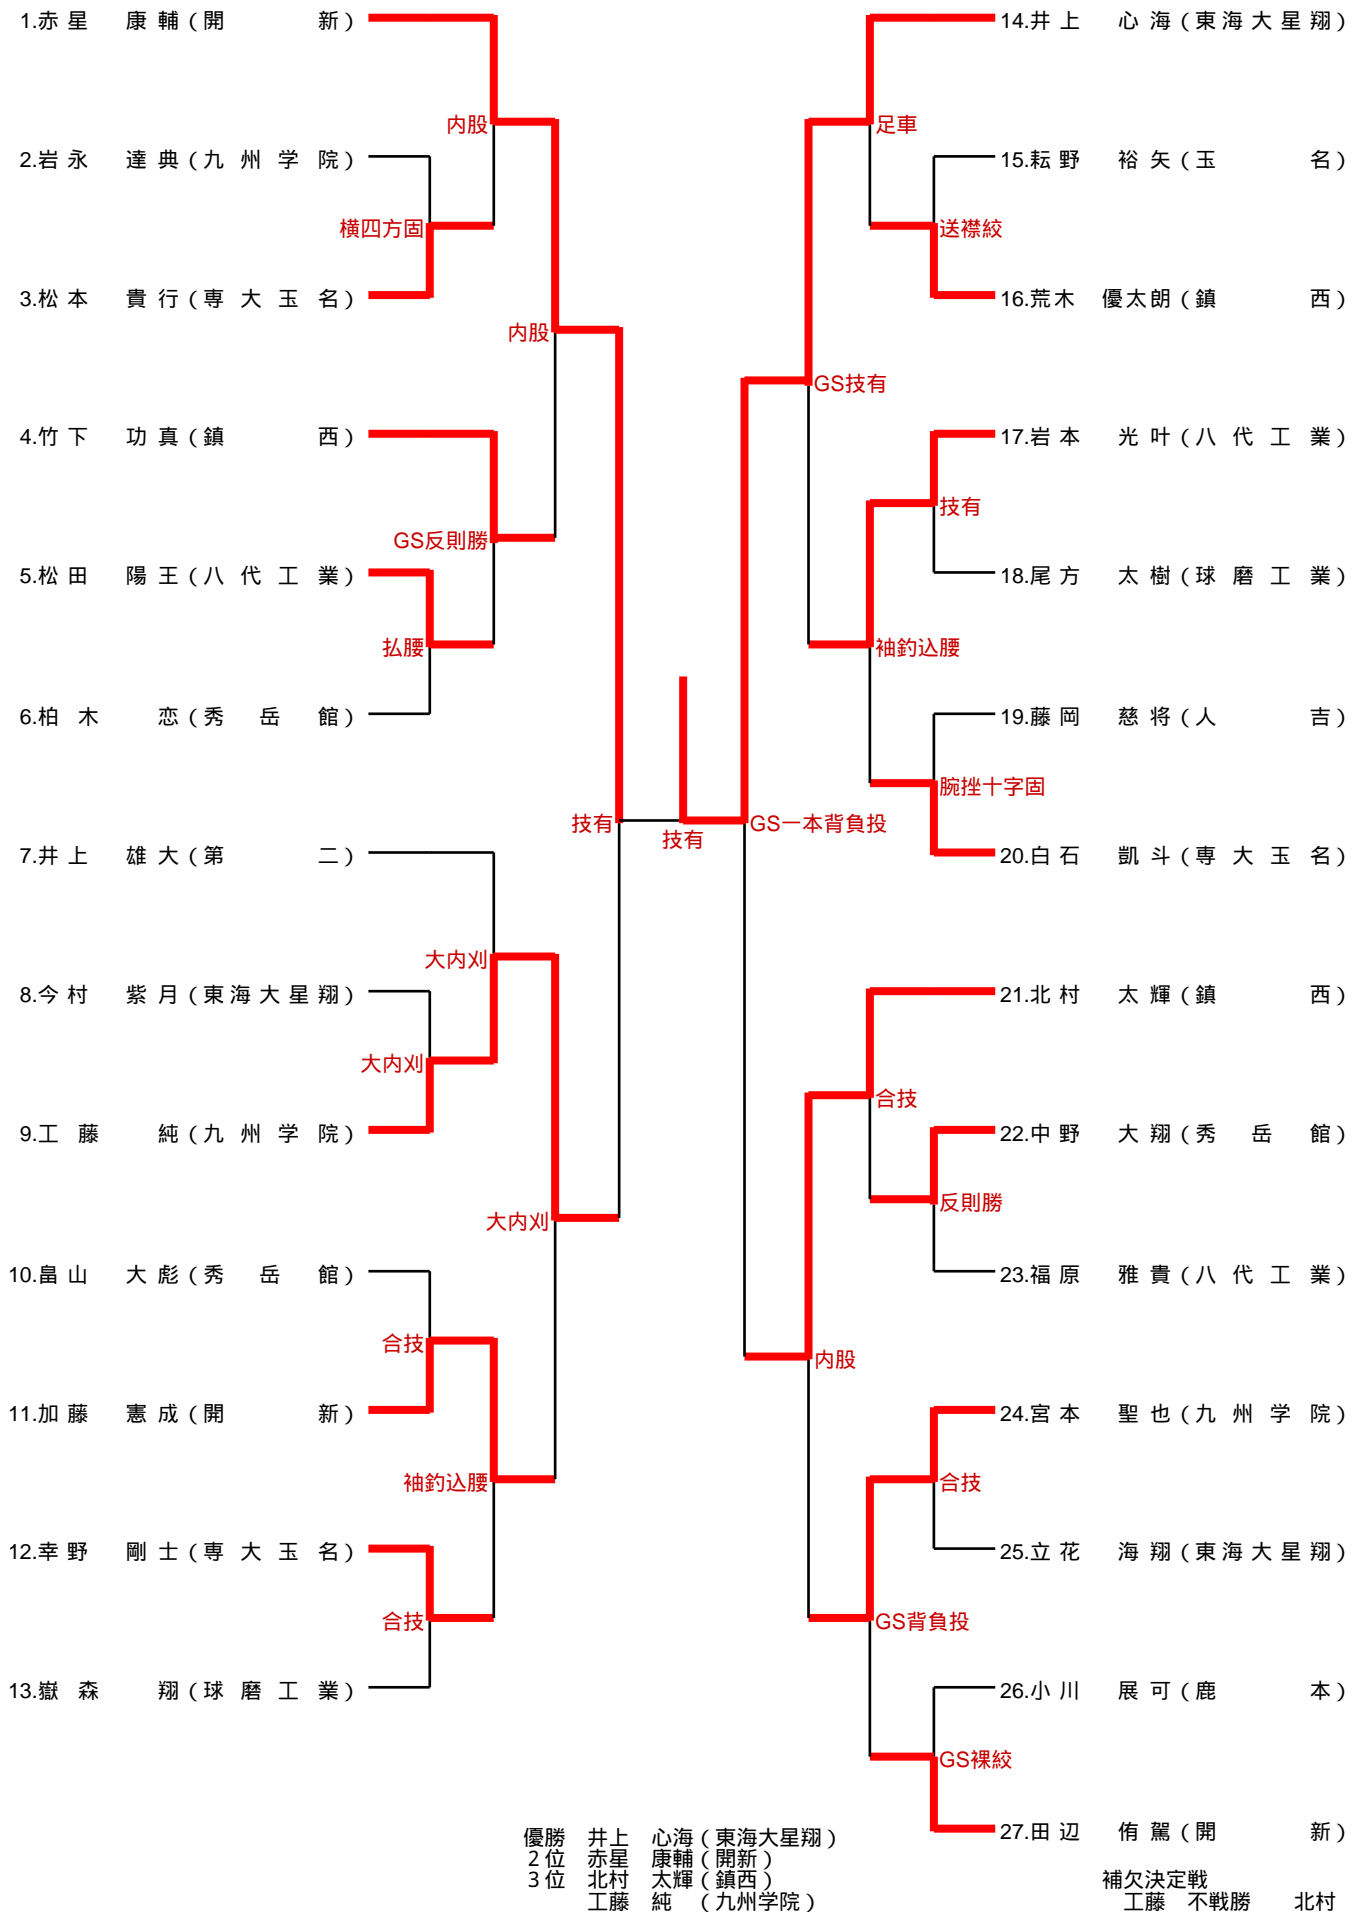 1.赤星 康輔(開新)
内股
2.岩永 達典(九州学院)
横四方固
3.松本 貴行(専大玉名)
内股
4.竹下 功真(鎮西)
GS反則勝
5.松田 陽王(八代工業)
払腰
6.柏木 恋(秀岳館)
技有
7.井上 雄大(第二)
大内刈
8.今村 紫月(東海大星翔)
大内刈
9.工藤 純(九州学院)
大内刈
10.畠山 大彪(秀岳館)
合技
11.加藤 憲成(開新)
袖釣込腰
12.幸野 剛士(専大玉名)
合技
13.嶽森 翔(球磨工業)
技有
14.井上 心海(東海大星翔)
足車
15.耘野 裕矢(玉名)
送襟絞
16.荒木 優太朗(鎮西)
GS技有
17.岩本 光叶(八代工業)
技有
18.尾方 太樹(球磨工業)
袖釣込腰
19.藤岡 慈将(人吉)
腕挫十字固
GS一本背負投
20.白石 凱斗(専大玉名)
21.北村 太輝(鎮西)
合技
22.中野 大翔(秀岳館)
反則勝
23.福原 雅貴(八代工業)
内股
24.宮本 聖也(九州学院)
合技
25.立花 海翔(東海大星翔)
GS背負投
26.小川 展可(鹿本)
GS裸絞
27.田辺 侑駕(開新)
優勝 井上 心海(東海大星翔)
2位 赤星 康輔(開新)
3位 北村 太輝(鎮西)
工藤 純 (九州学院)
補欠決定戦
工藤 不戦勝 北村